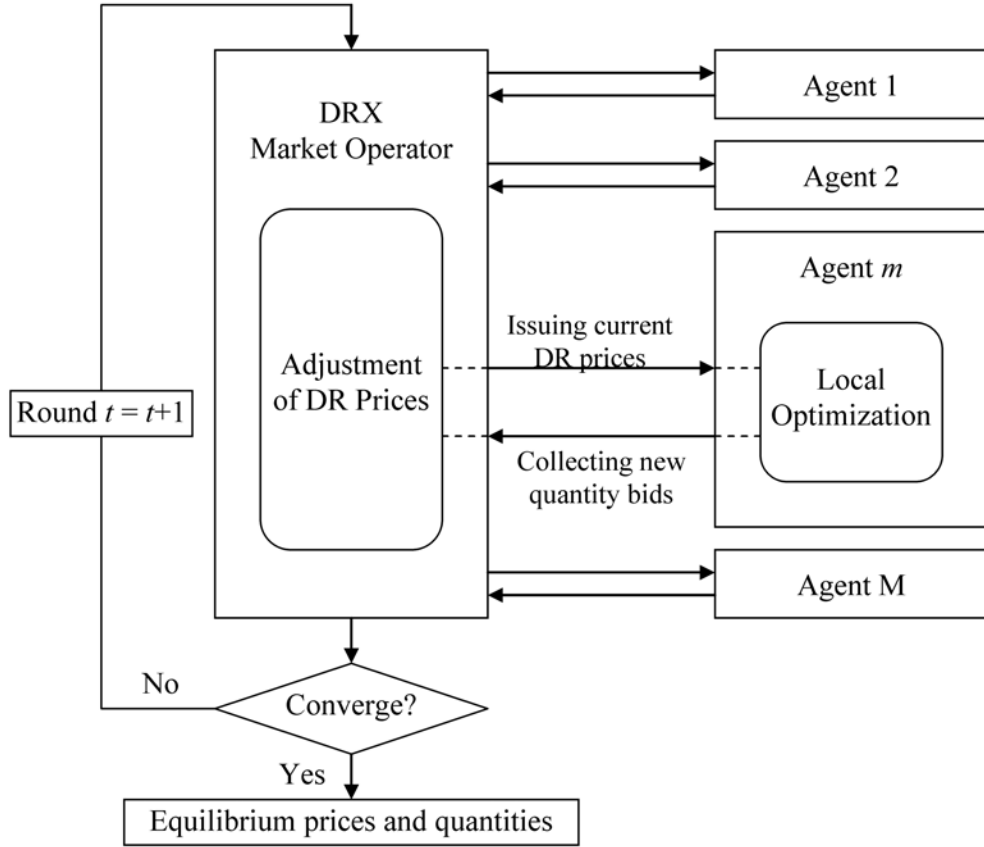 DRX
Market Operator
Agent 1
Agent 2
Agent m
Issuing current
DR prices
Adjustment
of DR Prices
Local
Optimization
Round t = t+1
Collecting new
quantity bids
Agent M
No
Converge?
Yes
Equilibrium prices and quantities